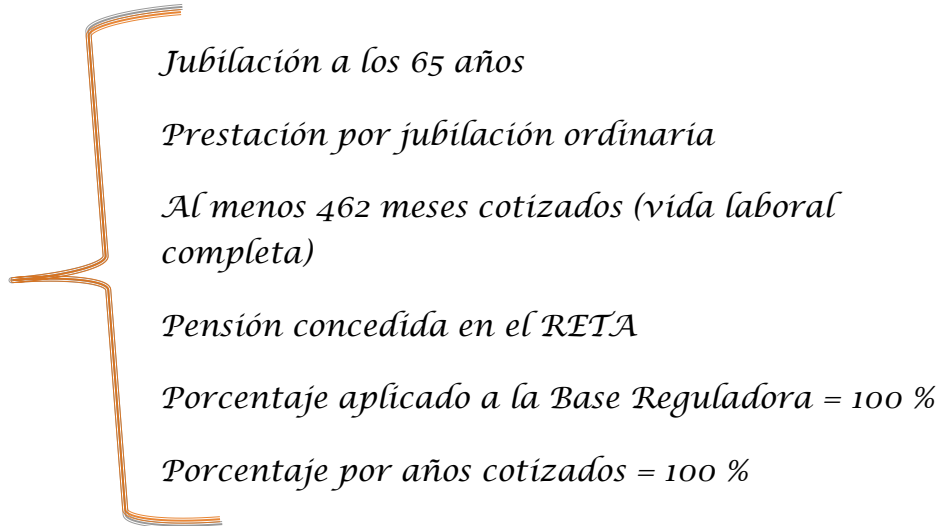 Jubilación a los 65 años
Prestación por jubilación ordinaria
Al menos 462 meses cotizados (vida laboral
completa)
Pensión concedida en el RETA
Porcentaje aplicado a la Base Reguladora = 100 %
Porcentaje por años cotizados = 100 %